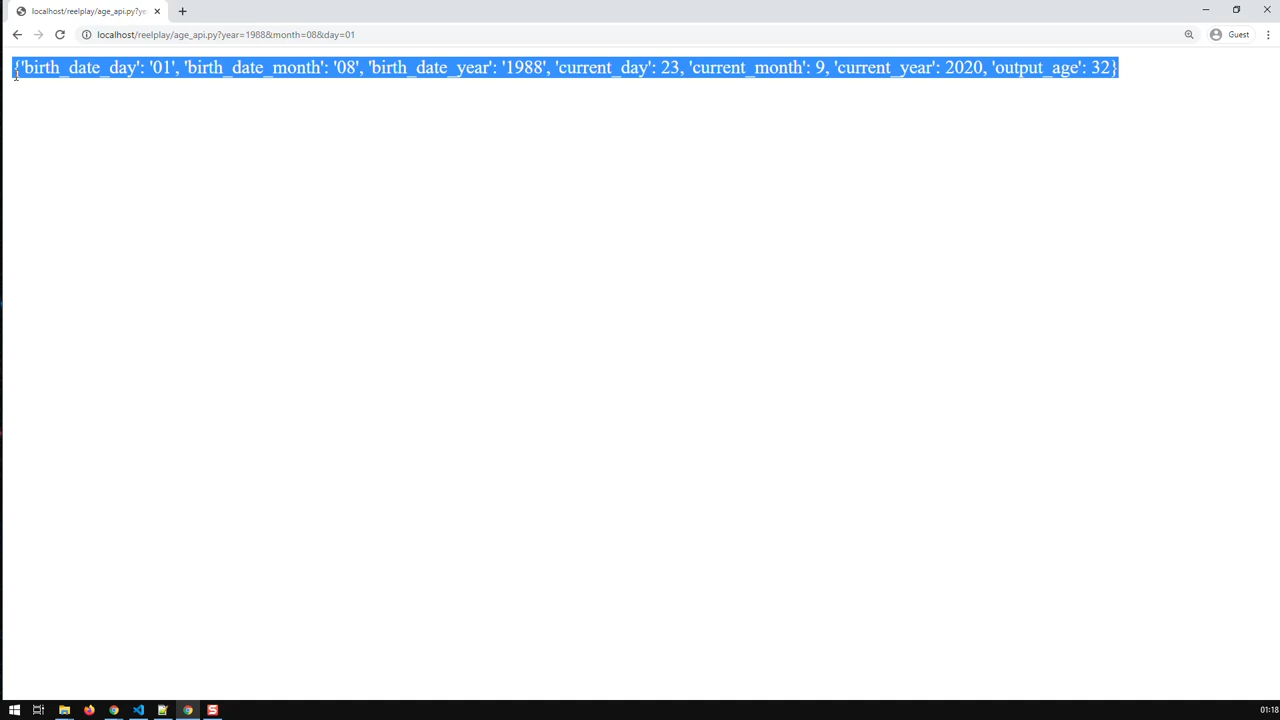 localhost/reelplay/age_api.py?ye
localhost/reelplay/age_api.py?year=1988&month=08&day=01
Guest
{'birth_date_day': '01', 'birth_date_month': '08', 'birth_date_year': '1988', 'current_day': 23, 'current_month': 9, 'current_year': 2020, 'output_age': 32}
01:18